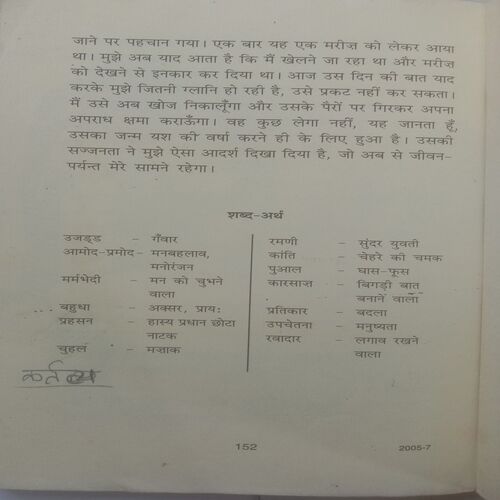 जाने पर पहचान गया। एक बार यह एक मरीज़ को लेकर आया
था। मुझे अब याद आता है कि मैं खेलने जा रहा था और मरीज़
को देखने से इनकार कर दिया था। आज उस दिन की बात याद
करके मुझे जितनी ग्लानि हो रही है, उसे प्रकट नहीं कर सकता।
मैं उसे अब खोज निकालूँगा और उसके पैरों पर गिरकर अपना
अपराध क्षमा कराऊँगा। वह कुछ लेगा नहीं, यह जानता हूँ,
उसका जन्म यश की वर्षा करने ही के लिए हुआ है। उसकी
सज्जनता ने मुझे ऐसा आदर्श दिखा दिया है, जो अब से जीवन-
पर्यन्त मेरे सामने रहेगा।
शब्द-अर्थ
उजड्ड – गँवार
आमोद-प्रमोद – मनबहलाव,
मनोरंजन
मर्मभेदी – मन को चुभने
वाला
बहुधा – अक्सर, प्राय:
प्रहसन – हास्य प्रधान छोटा
नाटक
चुहल – मज़ाक
रमणी – सुंदर युवती
कांति – चेहरे की चमक
पुआल – घास-फूस
कारसाज़ – बिगड़ी बात
बनाने वाला
प्रतिकार – बदला
उपचेतना – मनुष्यता
रवादार – लगाव रखने
वाला
152
2005-7